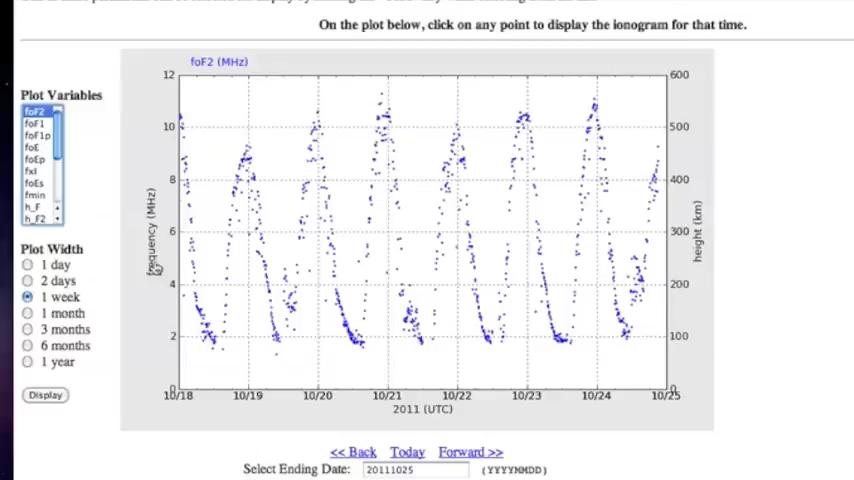 On the plot below, click on any point to display the ionogram for that time.
foF2 (MHz)
Plot Variables
foF2
foF1
foF1p
foE
foEp
fxI
foEs
fmin
h_F
h_F2
Plot Width
1 day
2 days
1 week
1 month
3 months
6 months
1 year
Display
12
10
8
6
4
2
0
frequency (MHz)
600
500
400
300
200
100
0
height (km)
10/18 10/19 10/20 10/21 10/22 10/23 10/24 10/25
2011 (UTC)
<< Back Today Forward >>
Select Ending Date: 20111025 (YYYYMMDD)